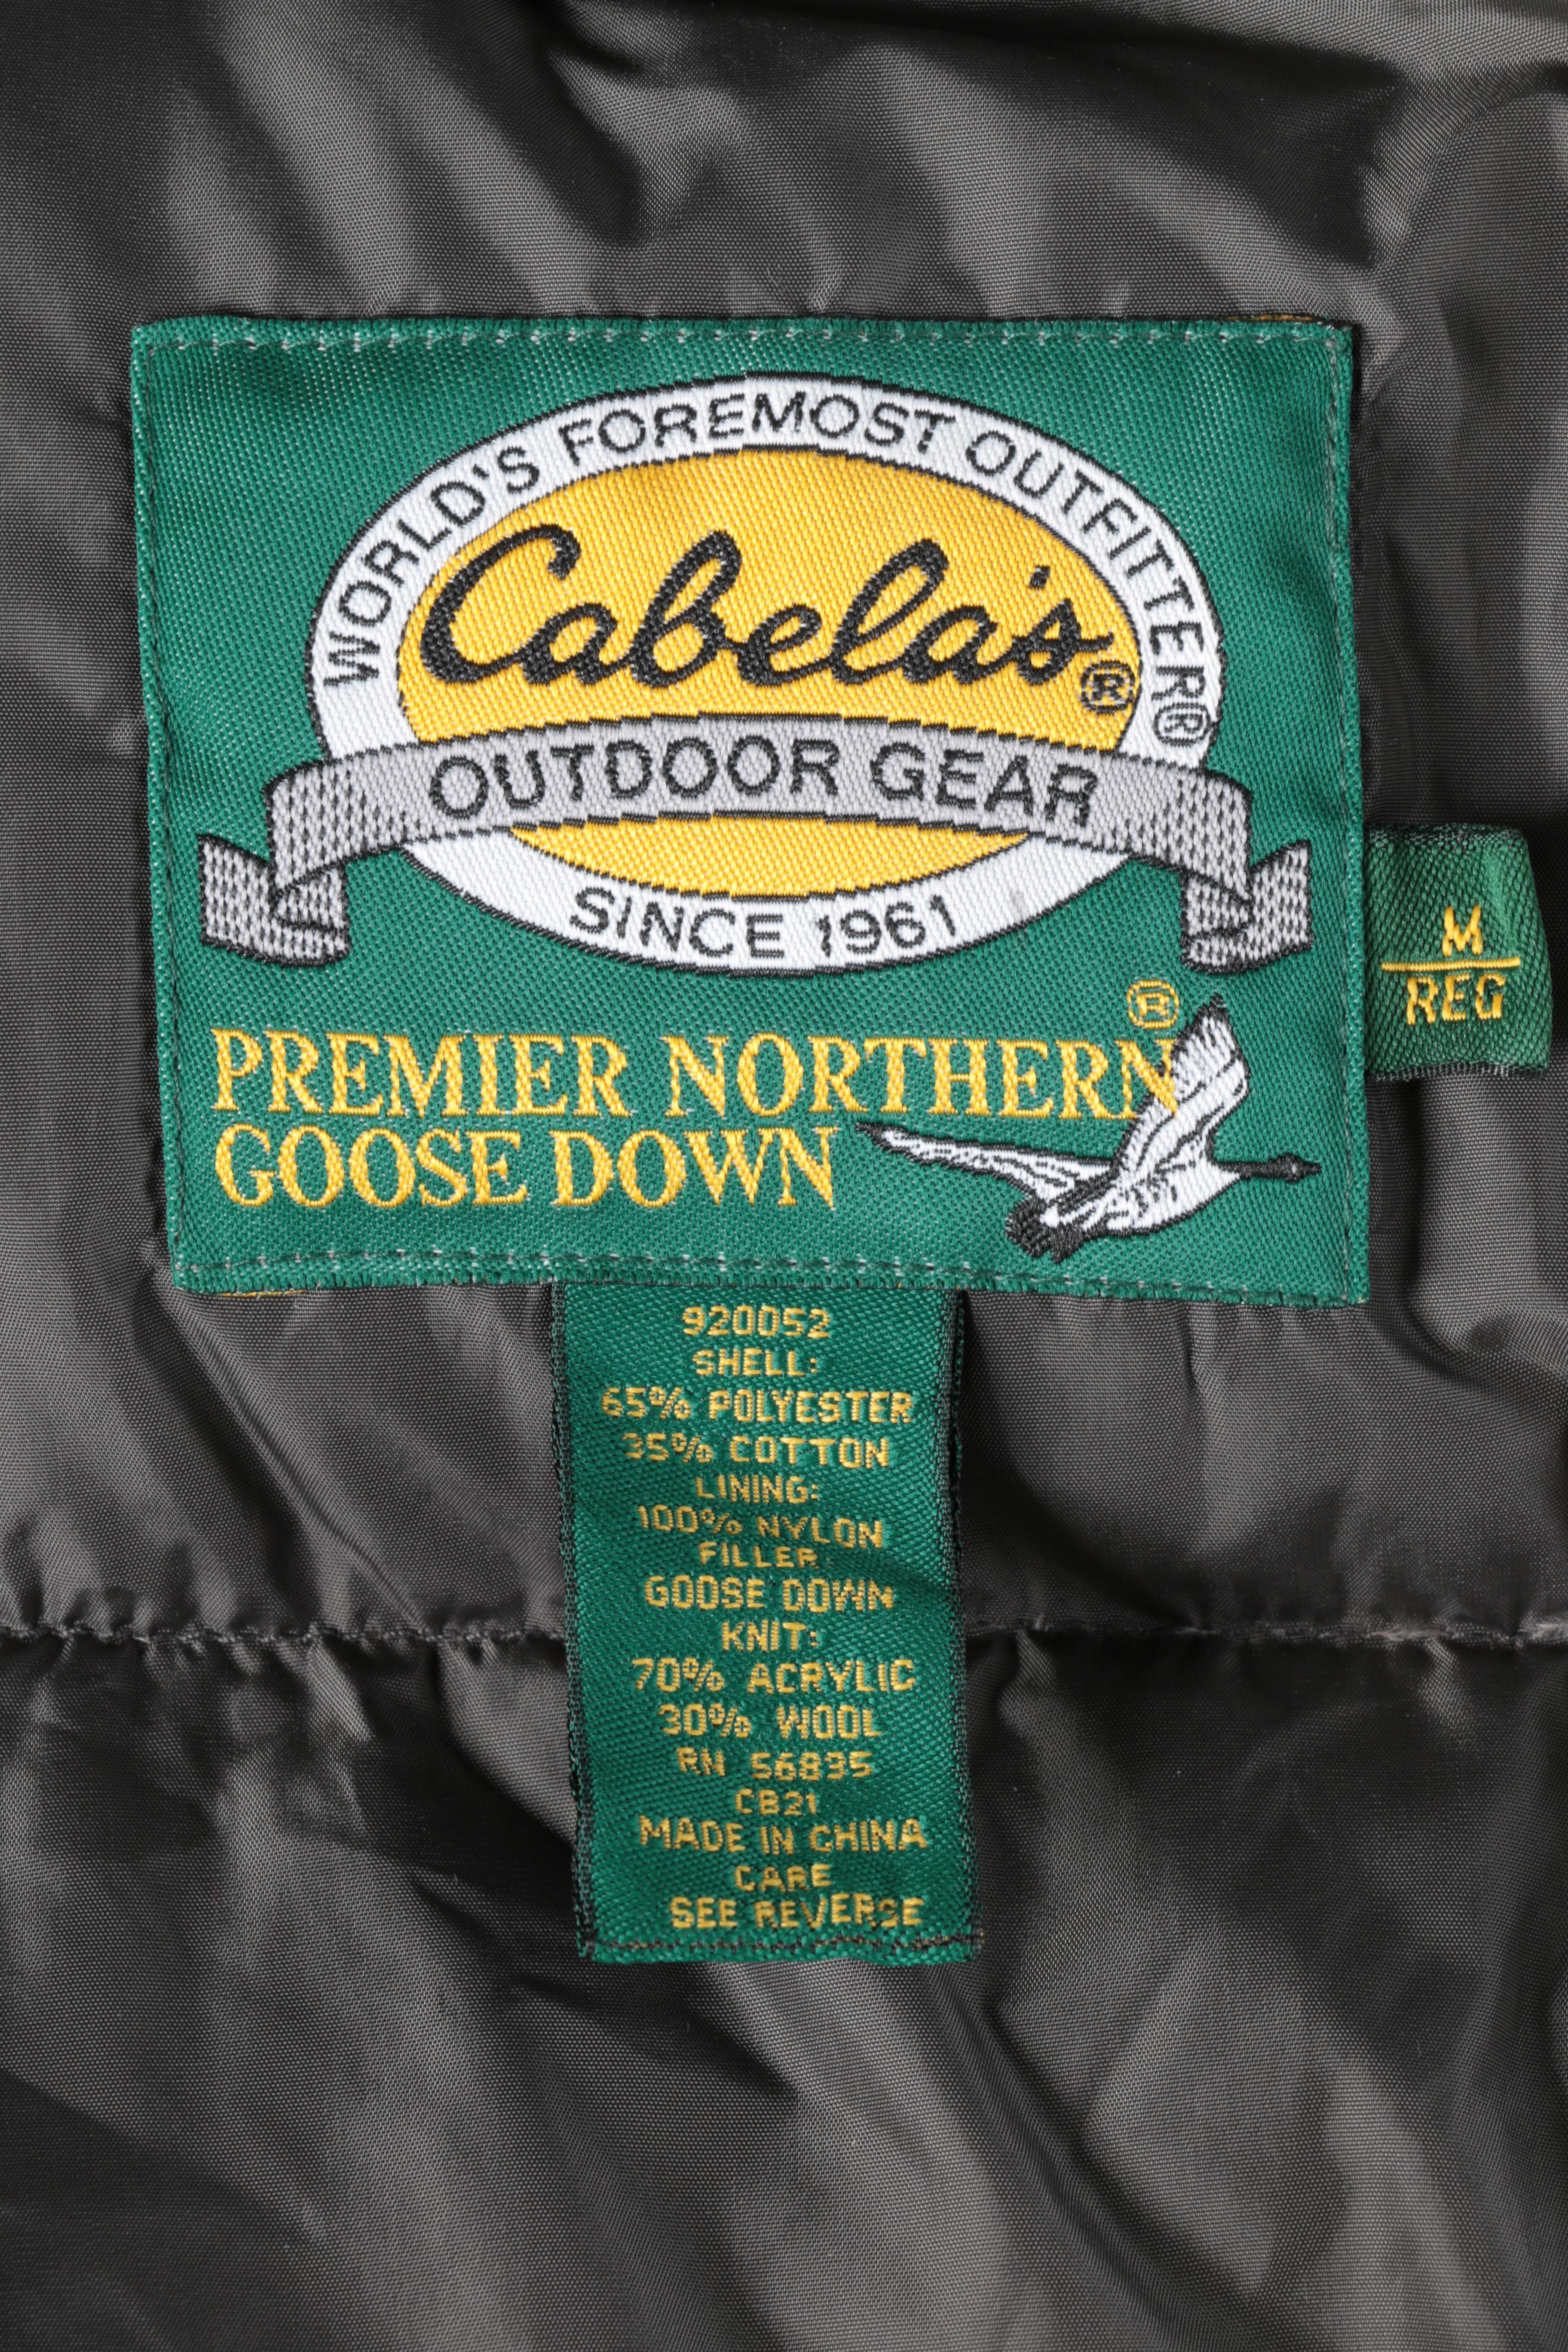 WORLD'S FOREMOST OUTFITTER®
Cabela's®
OUTDOOR GEAR
SINCE 1961
PREMIER NORTHERN®
GOOSE DOWN
M
REG
920052
SHELL:
65% POLYESTER
35% COTTON
LINING:
100% NYLON
FILLER:
GOOSE DOWN
KNIT:
70% ACRYLIC
30% WOOL
RN 56835
CB21
MADE IN CHINA
CARE
SEE REVERSE